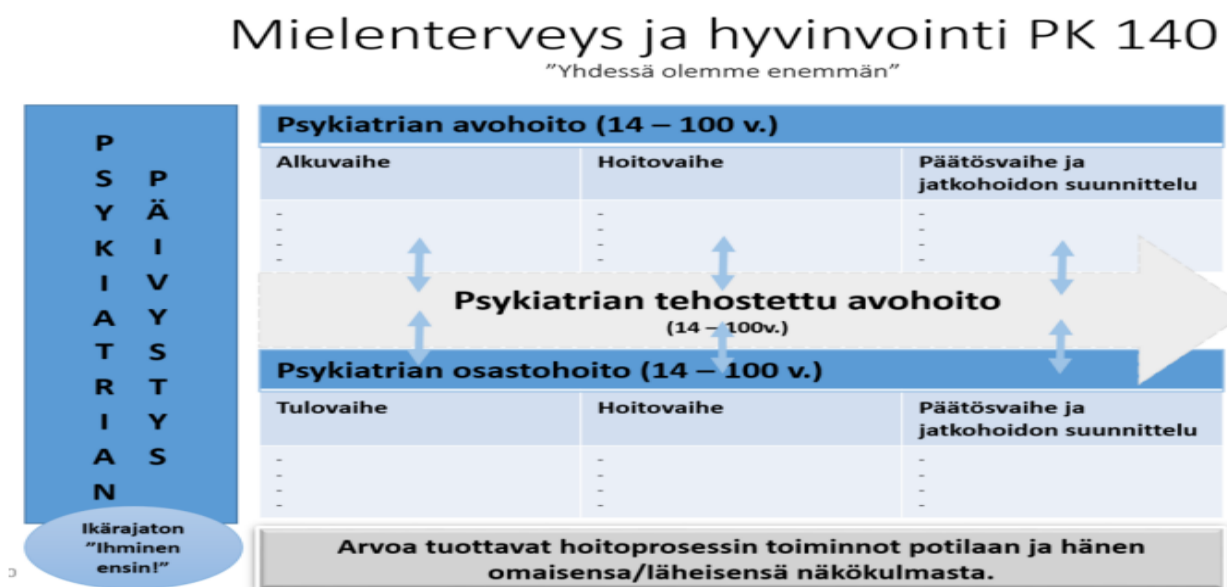 Mielenterveys ja hyvinvointi PK 140
"Yhdessä olemme enemmän"
PSYKIATRIAN
PÄIVYSTYS
Ikärajaton
"Ihminen
ensin!"
Psykiatrian avohoito (14 – 100 v.)
Alkuvaihe
Hoitovaihe
Päätösvaihe ja
jatkohoidon suunnittelu
-
-
-
-
-
-
-
-
-
-
-
-
Psykiatrian tehostettu avohoito
(14 – 100v.)
Psykiatrian osastohoito (14 – 100 v.)
Tulovaihe
Hoitovaihe
Päätösvaihe ja
jatkohoidon suunnittelu
-
-
-
-
-
-
-
-
-
-
-
-
Arvoa tuottavat hoitoprosessin toiminnot potilaan ja hänen
omaisensa/läheisensä näkökulmasta.